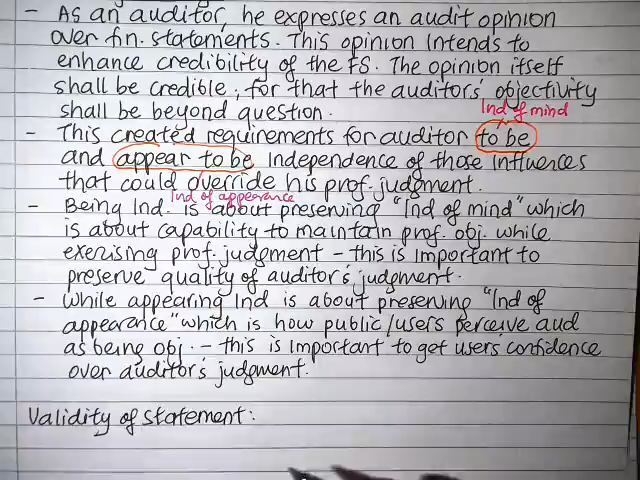 - As an auditor, he expresses an audit opinion
over fin. statements. This opinion intends to
enhance credibility of the FS. The opinion itself
shall be credible, for that the auditors' objectivity
shall be beyond question.
Ind of mind
- This created requirements for auditor to be
and appear to be independence of those influences
that could override his prof. judgment.
Ind of appearance
- Being Ind. is about preserving "Ind of mind" which
is about capability to maintain prof. obj. while
exerising prof. judgment - this is important to
preserve quality of auditor's judgment.
- While appearing Ind is about preserving "Ind of
appearance" which is how public/users perceive aud
as being obj. - this is important to get users' confidence
over auditor's judgment.
Validity of statement: